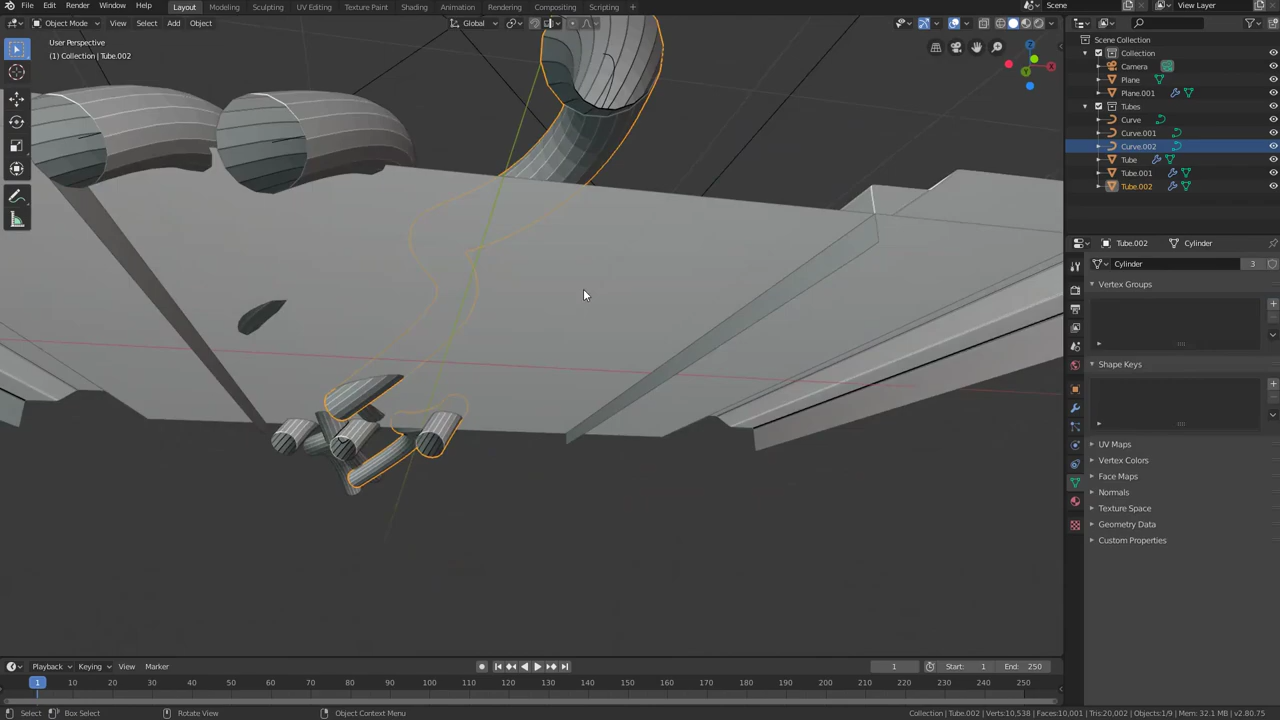 File Edit Render Window Help Layout Modeling Sculpting UV Editing Texture Paint Shading Animation Rendering Compositing Scripting + Scene View Layer
Object Mode View Select Add Object Global
User Perspective
(1) Collection | Tube.002
Z
X
Y
Scene Collection
Collection
Camera
Plane
Plane.001
Tubes
Curve
Curve.001
Curve.002
Tube
Tube.001
Tube.002
Tube.002 Cylinder
Cylinder 3
Vertex Groups
Shape Keys
UV Maps
Vertex Colors
Face Maps
Normals
Texture Space
Geometry Data
Custom Properties
Playback Keying View Marker 1 Start: 1 End: 250
1 10 20 30 40 50 60 70 80 90 100 110 120 130 140 150 160 170 180 190 200 210 220 230 240 250
Select Box Select Rotate View Object Context Menu Collection | Tube.002 | Verts:10,538 | Faces:10,001 | Tris:20,002 | Objects:1/9 | Mem: 32.1 MB | v2.80.75